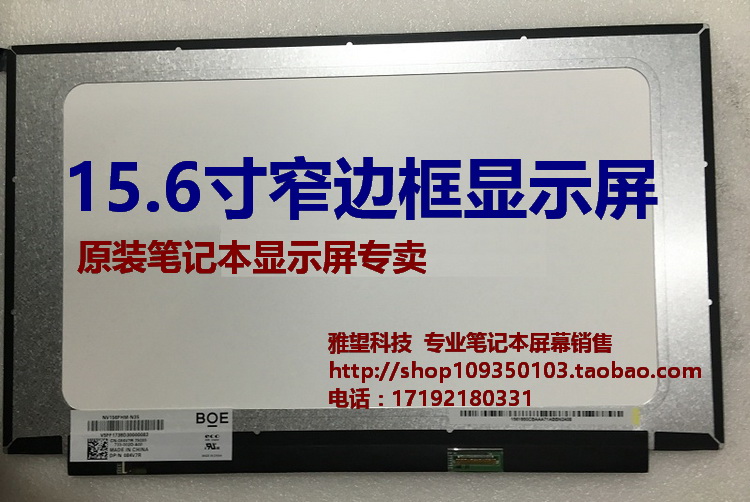 15.6寸窄边框显示屏
原装笔记本显示屏专卖
雅望科技 专业笔记本屏幕销售
http://shop109350103.taobao.com
电话：17192180331
BOE
MADE IN CHINA